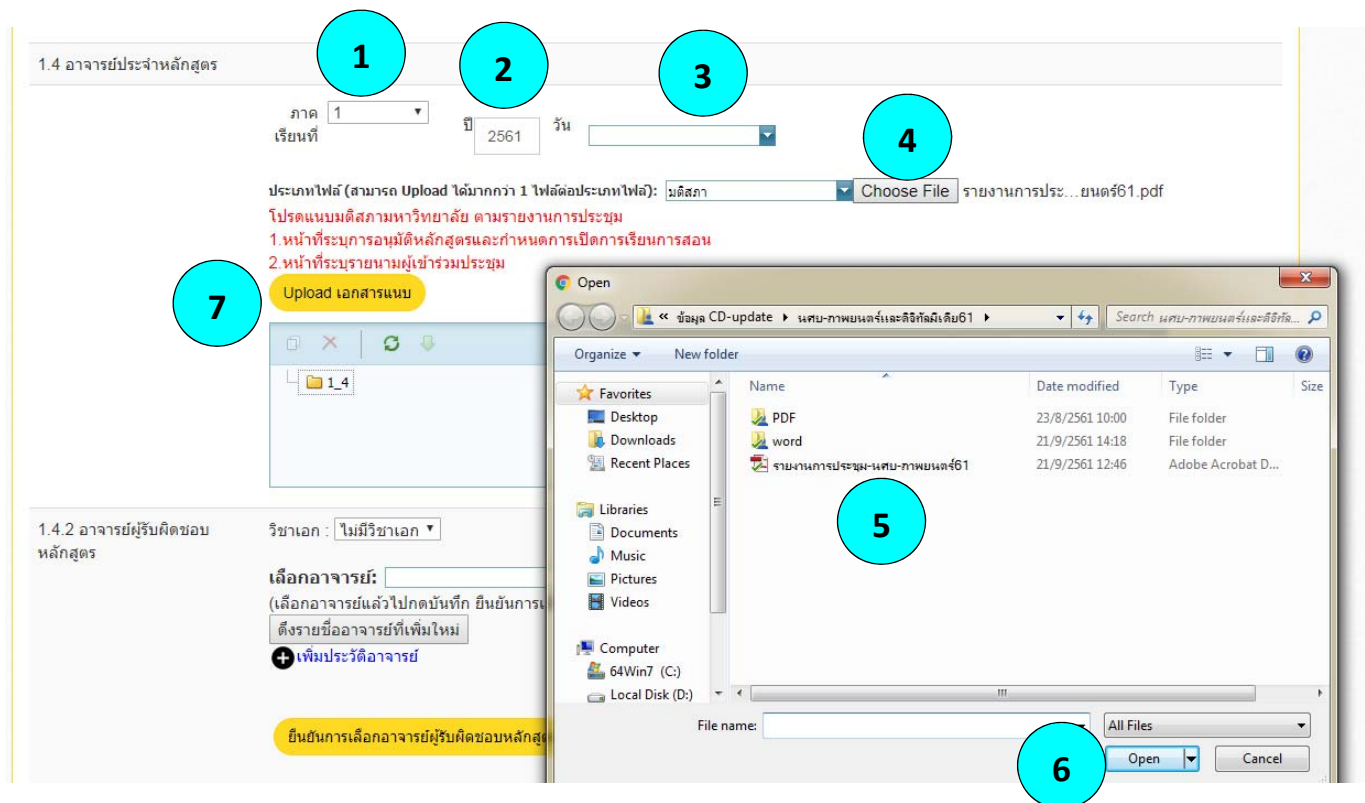 1.4 อาจารย์ประจำหลักสูตร
1
2
3
ภาค 1
เรียนที่
ปี 2561 วัน
4
ประเภทไฟล์ (สามารถ Upload ได้มากกว่า 1 ไฟล์ต่อประเภทไฟล์): มติสภา Choose File รายงานการประ...ยนตร์61.pdf
โปรดแนบมติสภามหาวิทยาลัย ตามรายงานการประชุม
1.หน้าที่ระบุการอนุมัติหลักสูตรและกำหนดการเปิดการเรียนการสอน
2.หน้าที่ระบุรายนามผู้เข้าร่วมประชุม
7
Upload เอกสารแนบ
1_4
1.4.2 อาจารย์ผู้รับผิดชอบ
หลักสูตร
วิชาเอก : ไม่มีวิชาเอก
เลือกอาจารย์:
(เลือกอาจารย์แล้วไปกดบันทึก ยืนยันการเ
ดึงรายชื่ออาจารย์ที่เพิ่มใหม่
เพิ่มประวัติอาจารย์
ยืนยันการเลือกอาจารย์ผู้รับผิดชอบหลักสู
Open
« ข้อมูล CD-update ▸ นศบ-ภาพยนตร์และดิจิทัลมีเดีย61 ▸
Search นศบ-ภาพยนตร์และดิจิทัล...
Organize New folder
Name Date modified Type Size
PDF 23/8/2561 10:00 File folder
word 21/9/2561 14:18 File folder
รายงานการประชุม-นศบ-ภาพยนตร์61 21/9/2561 12:46 Adobe Acrobat D...
Favorites
Desktop
Downloads
Recent Places
Libraries
Documents
Music
Pictures
Videos
Computer
64Win7 (C:)
Local Disk (D:)
5
File name: All Files
6
Open Cancel